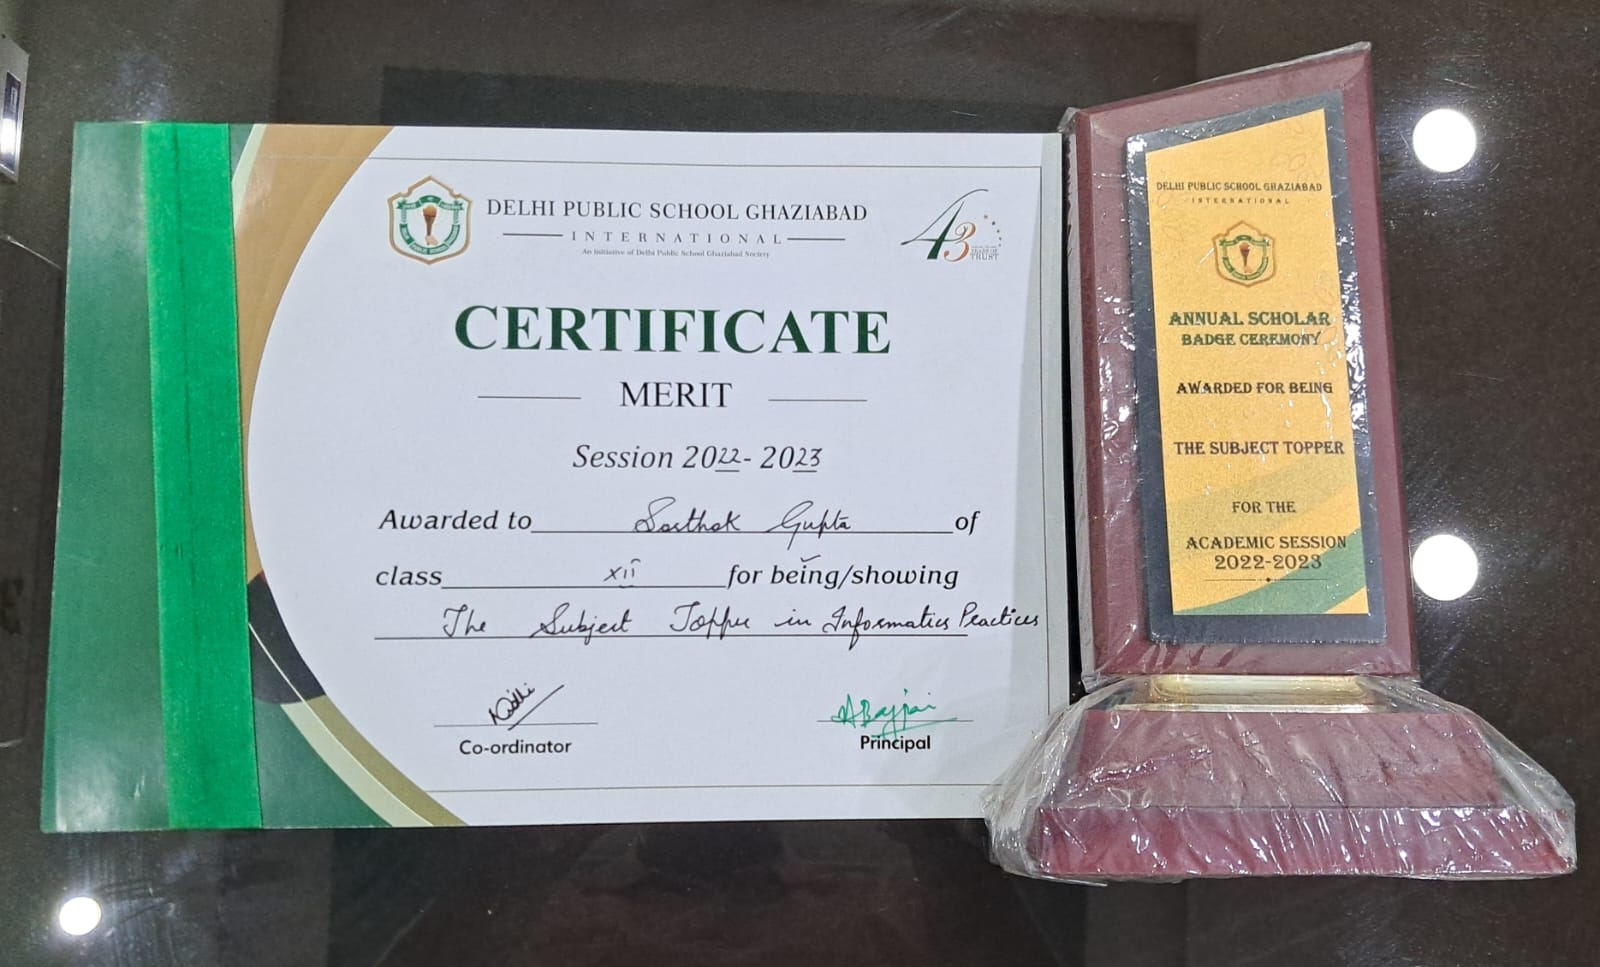 DELHI PUBLIC SCHOOL GHAZIABAD
INTERNATIONAL
An initiative of Delhi Public School Ghaziabad Society
43
YEARS OF
TRUST
CERTIFICATE
MERIT
Session 2022-2023
Awarded to Sarthak Gupta of
class XII for being/showing
The Subject Topper in Informatics Practices
Nidhi
Co-ordinator
ABajpai
Principal
DELHI PUBLIC SCHOOL GHAZIABAD
INTERNATIONAL
ANNUAL SCHOLAR
BADGE CEREMONY
AWARDED FOR BEING
THE SUBJECT TOPPER
FOR THE
ACADEMIC SESSION
2022-2023